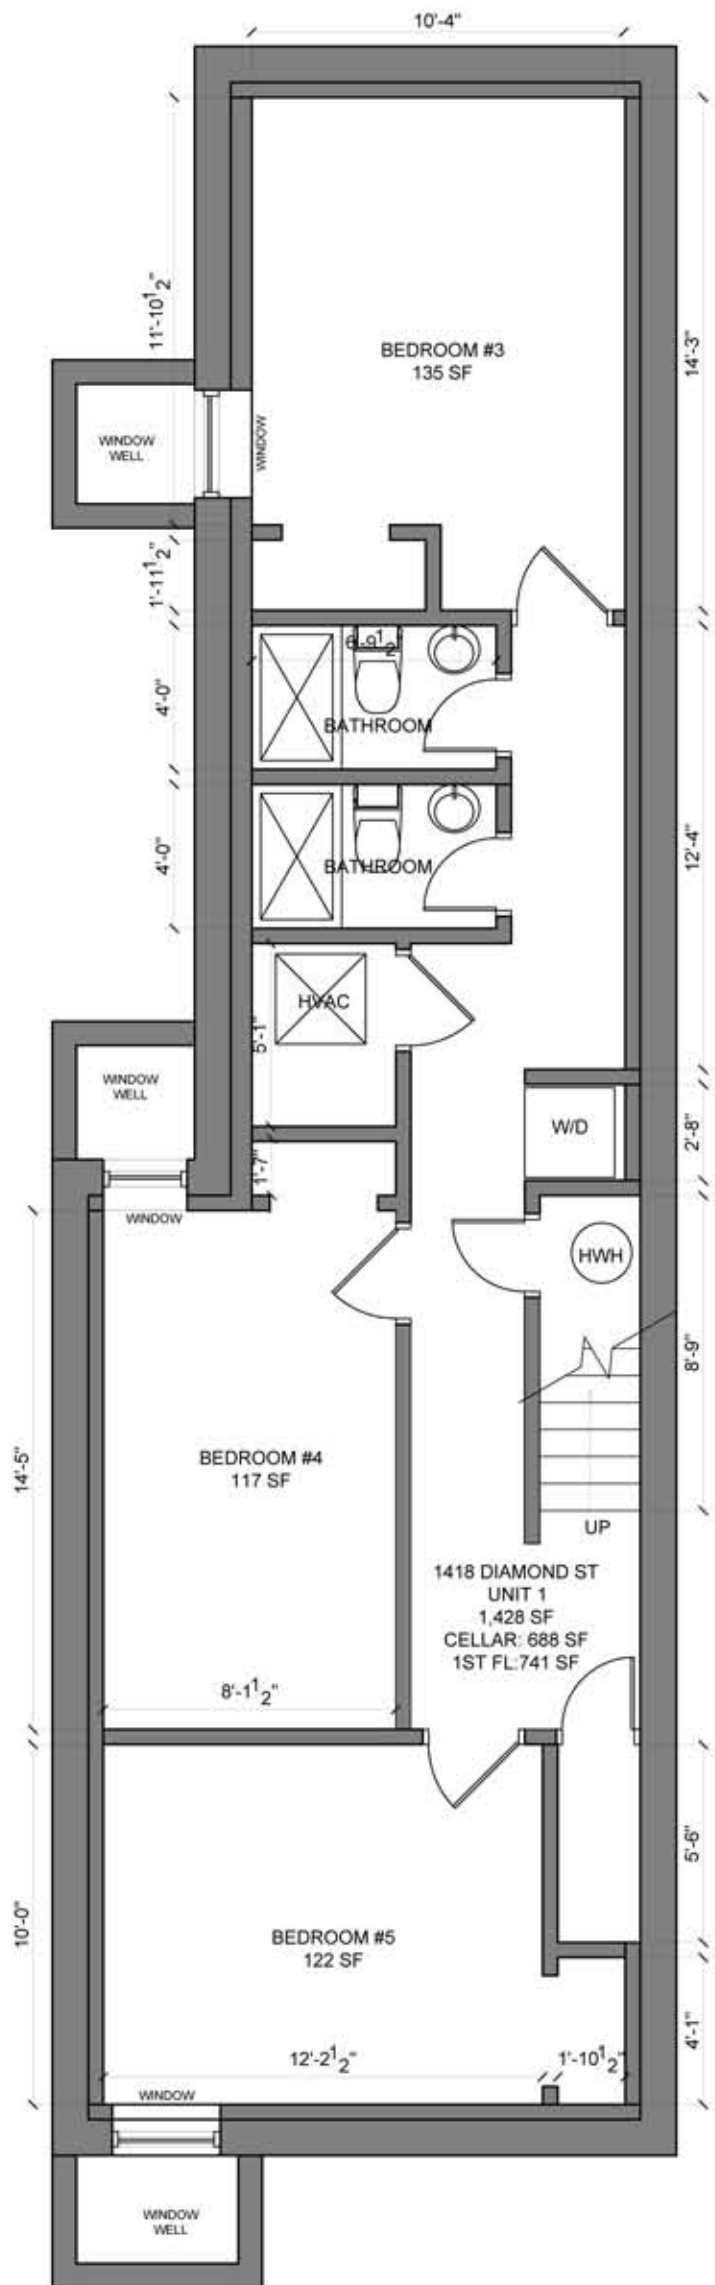 10'-4"
11'-10 1/2"
14'-3"
BEDROOM #3
135 SF
WINDOW
WELL
WINDOW
1'-11 1/2"
6'-9 1/2"
4'-0"
BATHROOM
12'-4"
4'-0"
BATHROOM
HVAC
5'-1"
WINDOW
WELL
W/D
2'-8"
1'-7"
WINDOW
HWH
8'-9"
BEDROOM #4
117 SF
14'-5"
UP
1418 DIAMOND ST
UNIT 1
1,428 SF
CELLAR: 688 SF
1ST FL:741 SF
8'-1 1/2"
5'-6"
10'-0"
BEDROOM #5
122 SF
12'-2 1/2"
1'-10 1/2"
4'-1"
WINDOW
WINDOW
WELL